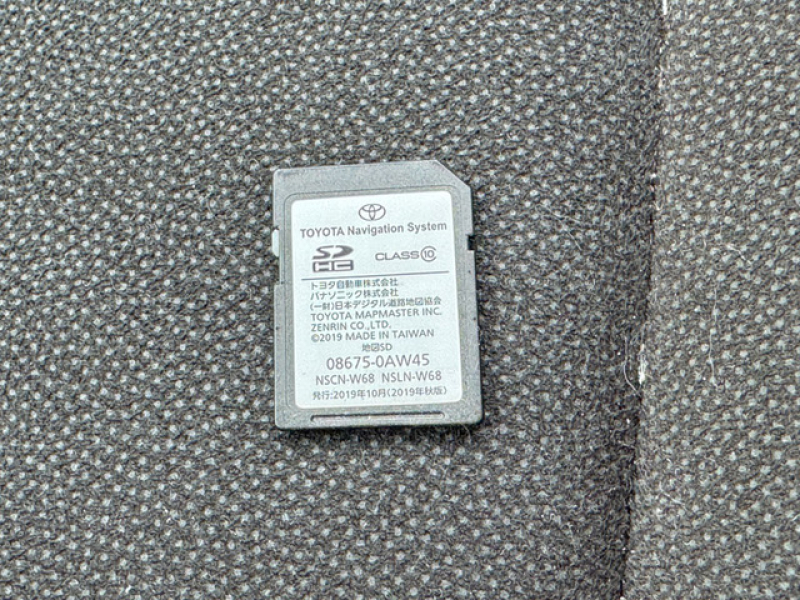 TOYOTA Navigation System
SD HC CLASS⑩
トヨタ自動車株式会社
パナソニック株式会社
(一財)日本デジタル道路地図協会
TOYOTA MAPMASTER INC.
ZENRIN CO.,LTD.
©2019 MADE IN TAIWAN
地図SD
08675-0AW45
NSCN-W68 NSLN-W68
発行:2019年10月(2019年秋版)